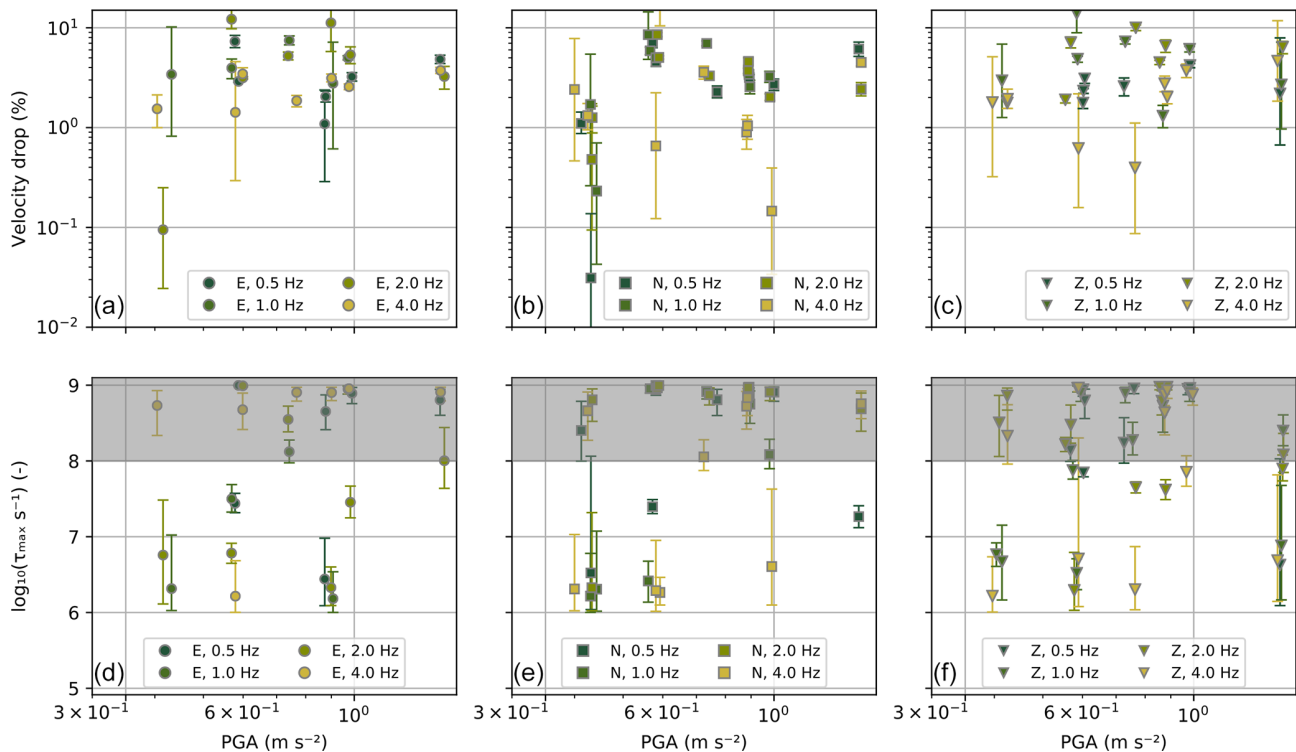 10¹
10⁰
10⁻¹
10⁻²
Velocity drop (%)
(a)
E, 0.5 Hz
E, 1.0 Hz
E, 2.0 Hz
E, 4.0 Hz
(b)
N, 0.5 Hz
N, 1.0 Hz
N, 2.0 Hz
N, 4.0 Hz
(c)
Z, 0.5 Hz
Z, 1.0 Hz
Z, 2.0 Hz
Z, 4.0 Hz
9
8
7
6
5
log₁₀(τₘₐₓ s⁻¹) (-)
(d)
E, 0.5 Hz
E, 1.0 Hz
E, 2.0 Hz
E, 4.0 Hz
(e)
N, 0.5 Hz
N, 1.0 Hz
N, 2.0 Hz
N, 4.0 Hz
(f)
Z, 0.5 Hz
Z, 1.0 Hz
Z, 2.0 Hz
Z, 4.0 Hz
3 × 10⁻¹ 6 × 10⁻¹ 10⁰
3 × 10⁻¹ 6 × 10⁻¹ 10⁰
3 × 10⁻¹ 6 × 10⁻¹ 10⁰
PGA (m s⁻²)
PGA (m s⁻²)
PGA (m s⁻²)